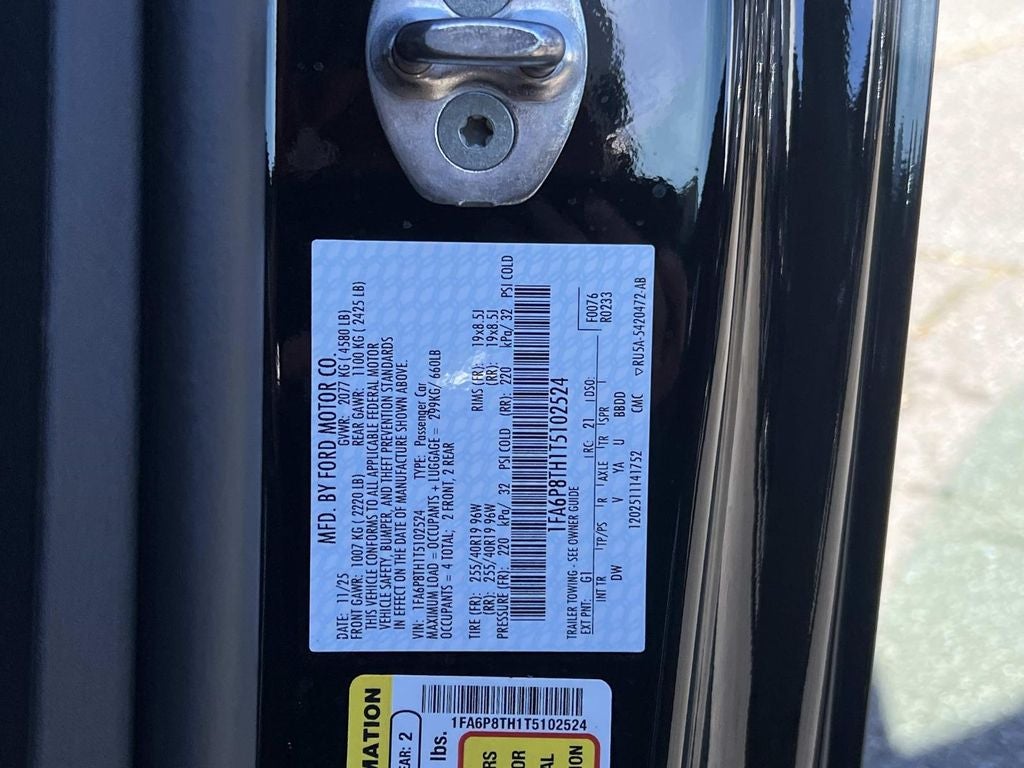 MFD. BY FORD MOTOR CO.
DATE: 11/25 GVWR: 2077 KG ( 4580 LB)
FRONT GAWR: 1007 KG ( 2220 LB) REAR GAWR: 1100 KG ( 2425 LB)
THIS VEHICLE CONFORMS TO ALL APPLICABLE FEDERAL MOTOR
VEHICLE SAFETY, BUMPER, AND THEFT PREVENTION STANDARDS
IN EFFECT ON THE DATE OF MANUFACTURE SHOWN ABOVE.
VIN: 1FA6P8TH1T5102524 TYPE: Passenger Car
MAXIMUM LOAD = OCCUPANTS + LUGGAGE = 299KG/ 660LB
OCCUPANTS = 4 TOTAL; 2 FRONT, 2 REAR
TIRE (FR): 255/40R19 96W RIMS (FR): 19x8.5J
(RR): 255/40R19 96W (RR): 19x8.5J
PRESSURE (FR): 220 kPa/ 32 PSI COLD (RR): 220 kPa/ 32 PSI COLD
1FA6P8TH1T5102524
TRAILER TOWING - SEE OWNER GUIDE
F0076
R0233
EXT PNT: G1 RC: 21 DSO:
INT TR TP/PS R AXLE TR SPR
DW V YA U BBDD
1202511141752 CMC ▽RU5A-5420472-AB
1FA6P8TH1T5102524
MATION
EAR: 2
lbs.
RS
OR
AL
ION